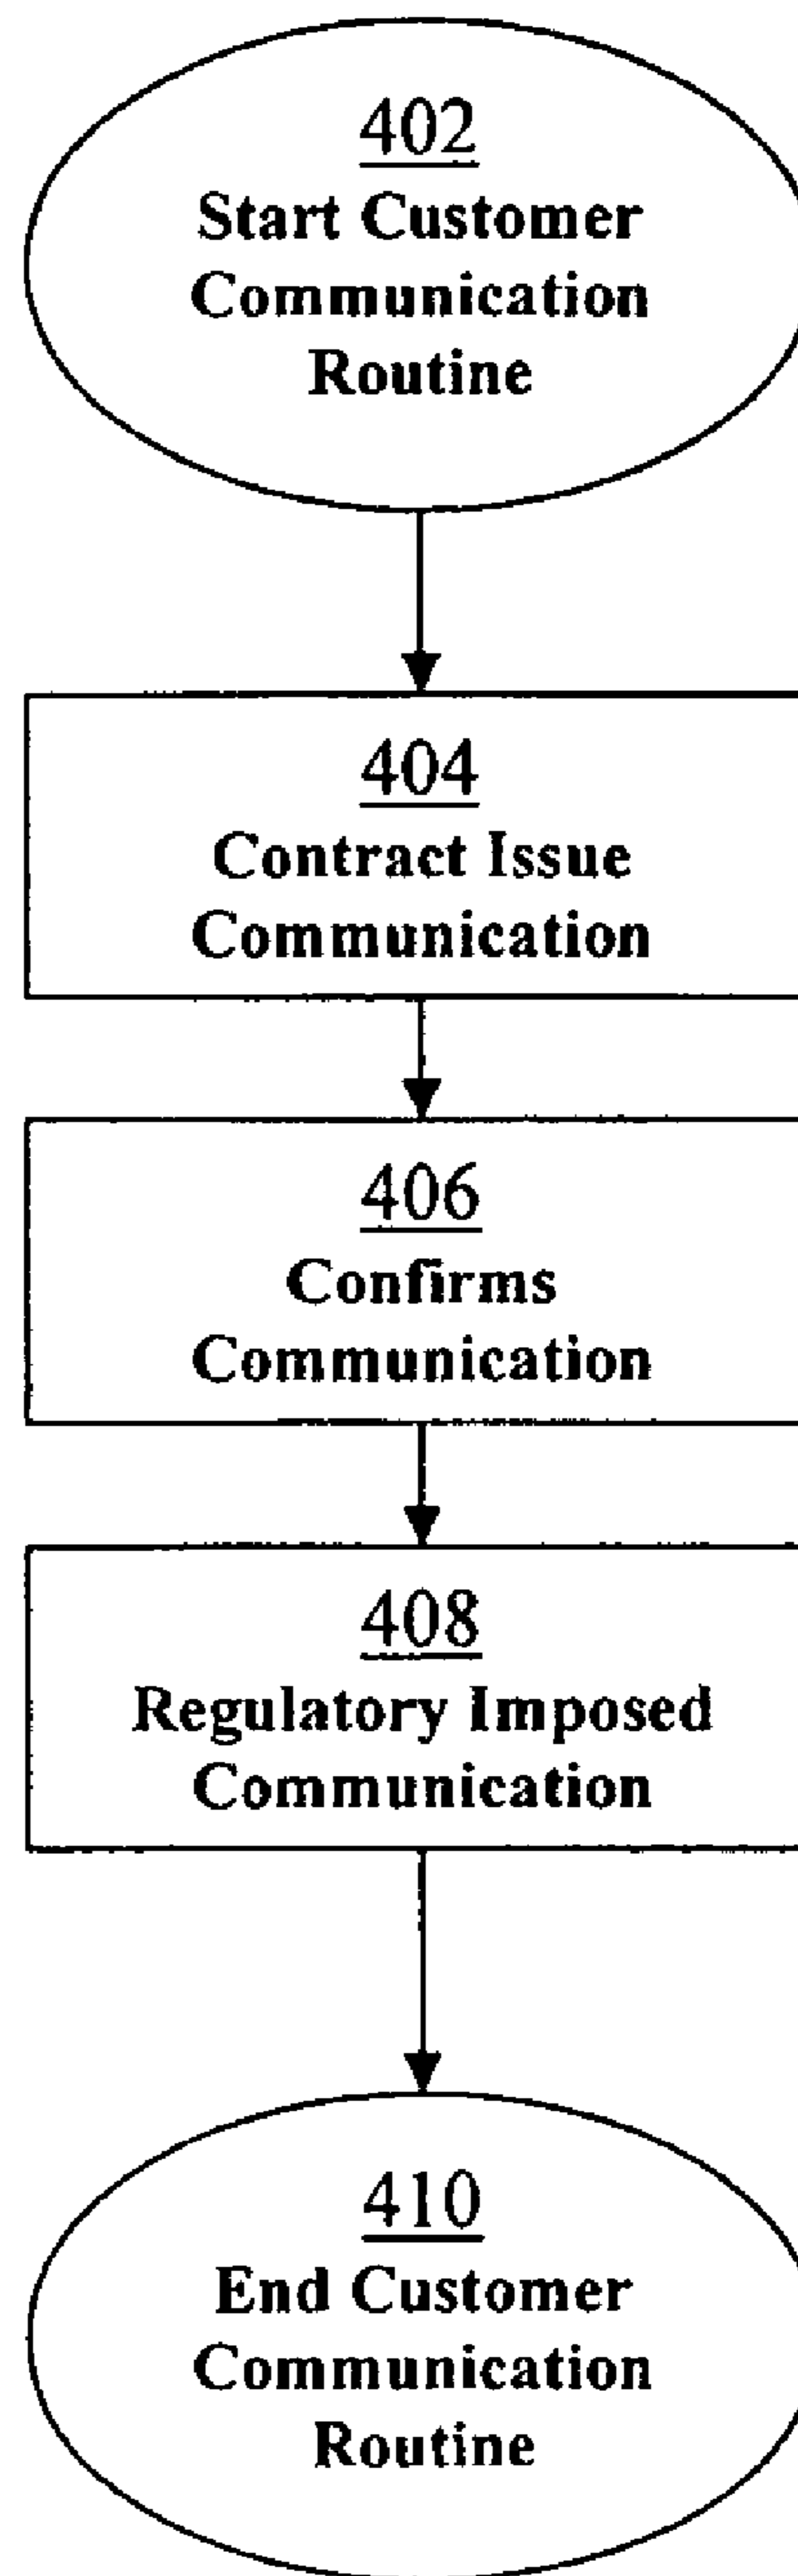 402
Start Customer
Communication
Routine
404
Contract Issue
Communication
406
Confirms
Communication
408
Regulatory Imposed
Communication
410
End Customer
Communication
Routine